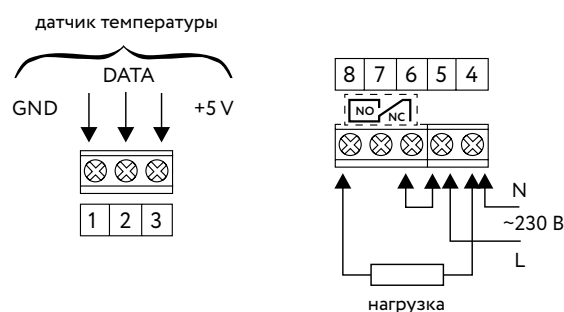 датчик температуры
DATA
GND
+5 V
1 2 3
8 7 6 5 4
NO
NC
N
~230 В
L
нагрузка